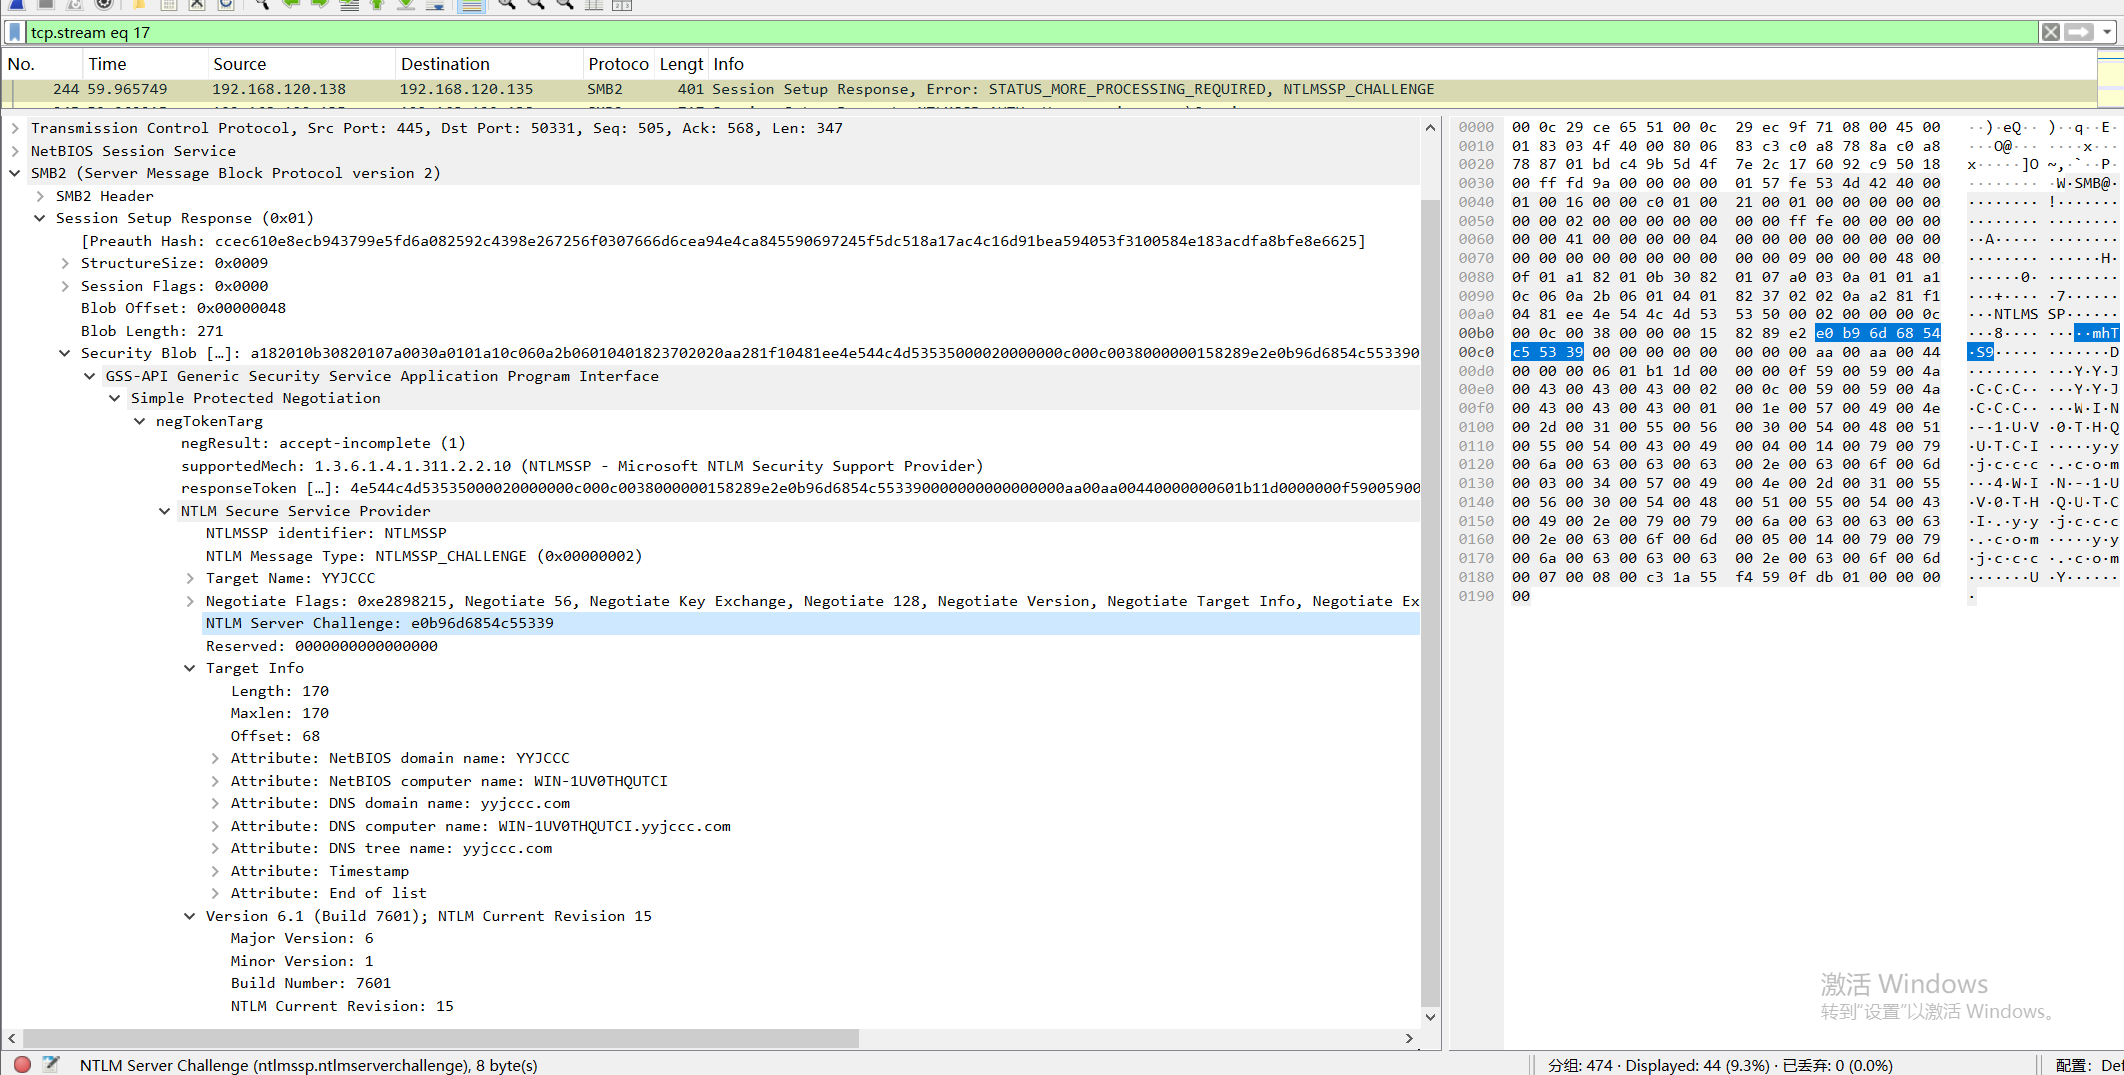 tcp.stream eq 17
No. Time Source Destination Protoco Lengt Info
244 59.965749 192.168.120.138 192.168.120.135 SMB2 401 Session Setup Response, Error: STATUS_MORE_PROCESSING_REQUIRED, NTLMSSP_CHALLENGE
Transmission Control Protocol, Src Port: 445, Dst Port: 50331, Seq: 505, Ack: 568, Len: 347
NetBIOS Session Service
SMB2 (Server Message Block Protocol version 2)
SMB2 Header
Session Setup Response (0x01)
[Preauth Hash: ccec610e8ecb943799e5fd6a082592c4398e267256f0307666d6cea94e4ca845590697245f5dc518a17ac4c16d91bea594053f3100584e183acdfa8bfe8e6625]
StructureSize: 0x0009
Session Flags: 0x0000
Blob Offset: 0x00000048
Blob Length: 271
Security Blob […]: a182010b30820107a0030a0101a10c060a2b06010401823702020aa281f10481ee4e544c4d53535000020000000c000c0038000000158289e2e0b96d6854c55339​0
GSS-API Generic Security Service Application Program Interface
Simple Protected Negotiation
negTokenTarg
negResult: accept-incomplete (1)
supportedMech: 1.3.6.1.4.1.311.2.2.10 (NTLMSSP - Microsoft NTLM Security Support Provider)
responseToken […]: 4e544c4d53535000020000000c000c0038000000158289e2e0b96d6854c553390000000000000000aa00aa00440000000601b11d0000000f59005900
NTLM Secure Service Provider
NTLMSSP identifier: NTLMSSP
NTLM Message Type: NTLMSSP_CHALLENGE (0x00000002)
Target Name: YYJCCC
Negotiate Flags: 0xe2898215, Negotiate 56, Negotiate Key Exchange, Negotiate 128, Negotiate Version, Negotiate Target Info, Negotiate Ex
NTLM Server Challenge: e0b96d6854c55339
Reserved: 0000000000000000
Target Info
Length: 170
Maxlen: 170
Offset: 68
Attribute: NetBIOS domain name: YYJCCC
Attribute: NetBIOS computer name: WIN-1UV0THQUTCI
Attribute: DNS domain name: yyjccc.com
Attribute: DNS computer name: WIN-1UV0THQUTCI.yyjccc.com
Attribute: DNS tree name: yyjccc.com
Attribute: Timestamp
Attribute: End of list
Version 6.1 (Build 7601); NTLM Current Revision 15
Major Version: 6
Minor Version: 1
Build Number: 7601
NTLM Current Revision: 15
0000 00 0c 29 ce 65 51 00 0c 29 ec 9f 71 08 00 45 00 ··)·eQ·· )··q··E·
0010 01 83 03 4f 40 00 80 06 83 c3 c0 a8 78 8a c0 a8 ···O@··· ····x···
0020 78 87 01 bd c4 9b 5d 4f 7e 2c 17 60 92 c9 50 18 x·····]O ~,·`··P·
0030 00 ff fd 9a 00 00 00 00 01 57 fe 53 4d 42 40 00 ········ ·W·SMB@·
0040 01 00 16 00 00 c0 01 00 21 00 01 00 00 00 00 00 ········ !·······
0050 00 00 02 00 00 00 00 00 00 00 ff fe 00 00 00 00 ········ ········
0060 00 00 41 00 00 00 00 04 00 00 00 00 00 00 00 00 ··A····· ········
0070 00 00 00 00 00 00 00 00 00 00 09 00 00 00 48 00 ········ ······H·
0080 0f 01 a1 82 01 0b 30 82 01 07 a0 03 0a 01 01 a1 ······0· ········
0090 0c 06 0a 2b 06 01 04 01 82 37 02 02 0a a2 81 f1 ···+···· ·7······
00a0 04 81 ee 4e 54 4c 4d 53 53 50 00 02 00 00 00 0c ···NTLMS SP······
00b0 00 0c 00 38 00 00 00 15 82 89 e2 e0 b9 6d 68 54 ···8···· ·····mhT
00c0 c5 53 39 00 00 00 00 00 00 00 00 aa 00 aa 00 44 ·S9····· ·······D
00d0 00 00 00 06 01 b1 1d 00 00 00 0f 59 00 59 00 4a ········ ···Y·Y·J
00e0 00 43 00 43 00 43 00 02 00 0c 00 59 00 59 00 4a ·C·C·C·· ···Y·Y·J
00f0 00 43 00 43 00 43 00 01 00 1e 00 57 00 49 00 4e ·C·C·C·· ···W·I·N
0100 00 2d 00 31 00 55 00 56 00 30 00 54 00 48 00 51 ·-·1·U·V ·0·T·H·Q
0110 00 55 00 54 00 43 00 49 00 04 00 14 00 79 00 79 ·U·T·C·I ·····y·y
0120 00 6a 00 63 00 63 00 63 00 2e 00 63 00 6f 00 6d ·j·c·c·c ·.·c·o·m
0130 00 03 00 34 00 57 00 49 00 4e 00 2d 00 31 00 55 ···4·W·I ·N·-·1·U
0140 00 56 00 30 00 54 00 48 00 51 00 55 00 54 00 43 ·V·0·T·H ·Q·U·T·C
0150 00 49 00 2e 00 79 00 79 00 6a 00 63 00 63 00 63 ·I·.·y·y ·j·c·c·c
0160 00 2e 00 63 00 6f 00 6d 00 05 00 14 00 79 00 79 ·.·c·o·m ·····y·y
0170 00 6a 00 63 00 63 00 63 00 2e 00 63 00 6f 00 6d ·j·c·c·c ·.·c·o·m
0180 00 07 00 08 00 c3 1a 55 f4 59 0f db 01 00 00 00 ·······U ·Y······
0190 00 ·
激活 Windows
转到“设置”以激活 Windows。
NTLM Server Challenge (ntlmssp.ntlmserverchallenge), 8 byte(s)
分组: 474 · Displayed: 44 (9.3%) · 已丢弃: 0 (0.0%)
配置: Def